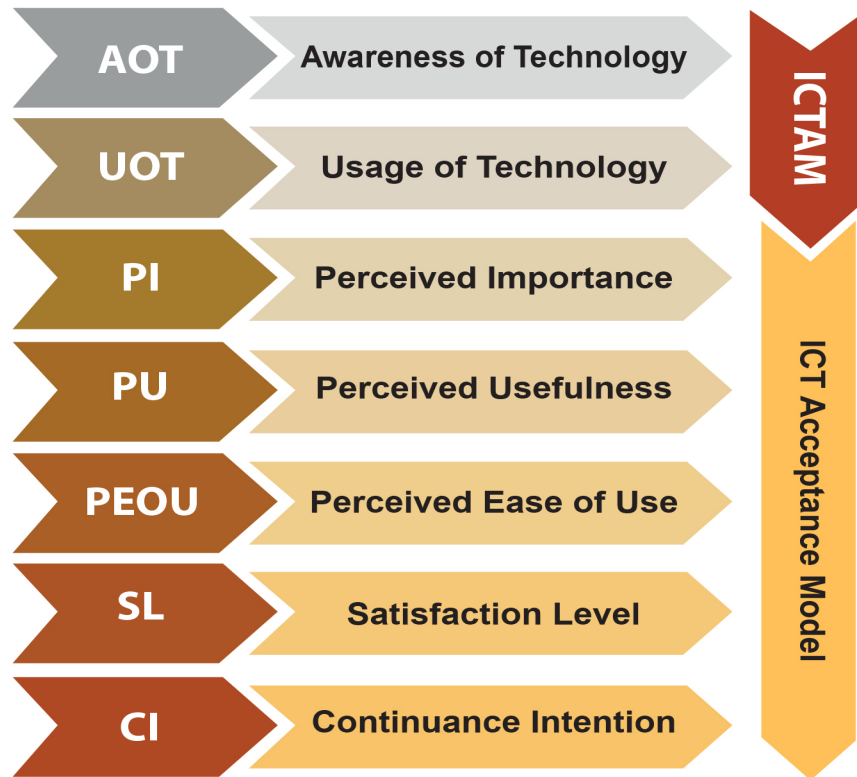 AOT
Awareness of Technology
UOT
Usage of Technology
PI
Perceived Importance
PU
Perceived Usefulness
PEOU
Perceived Ease of Use
SL
Satisfaction Level
CI
Continuance Intention
ICTAM
ICT Acceptance Model